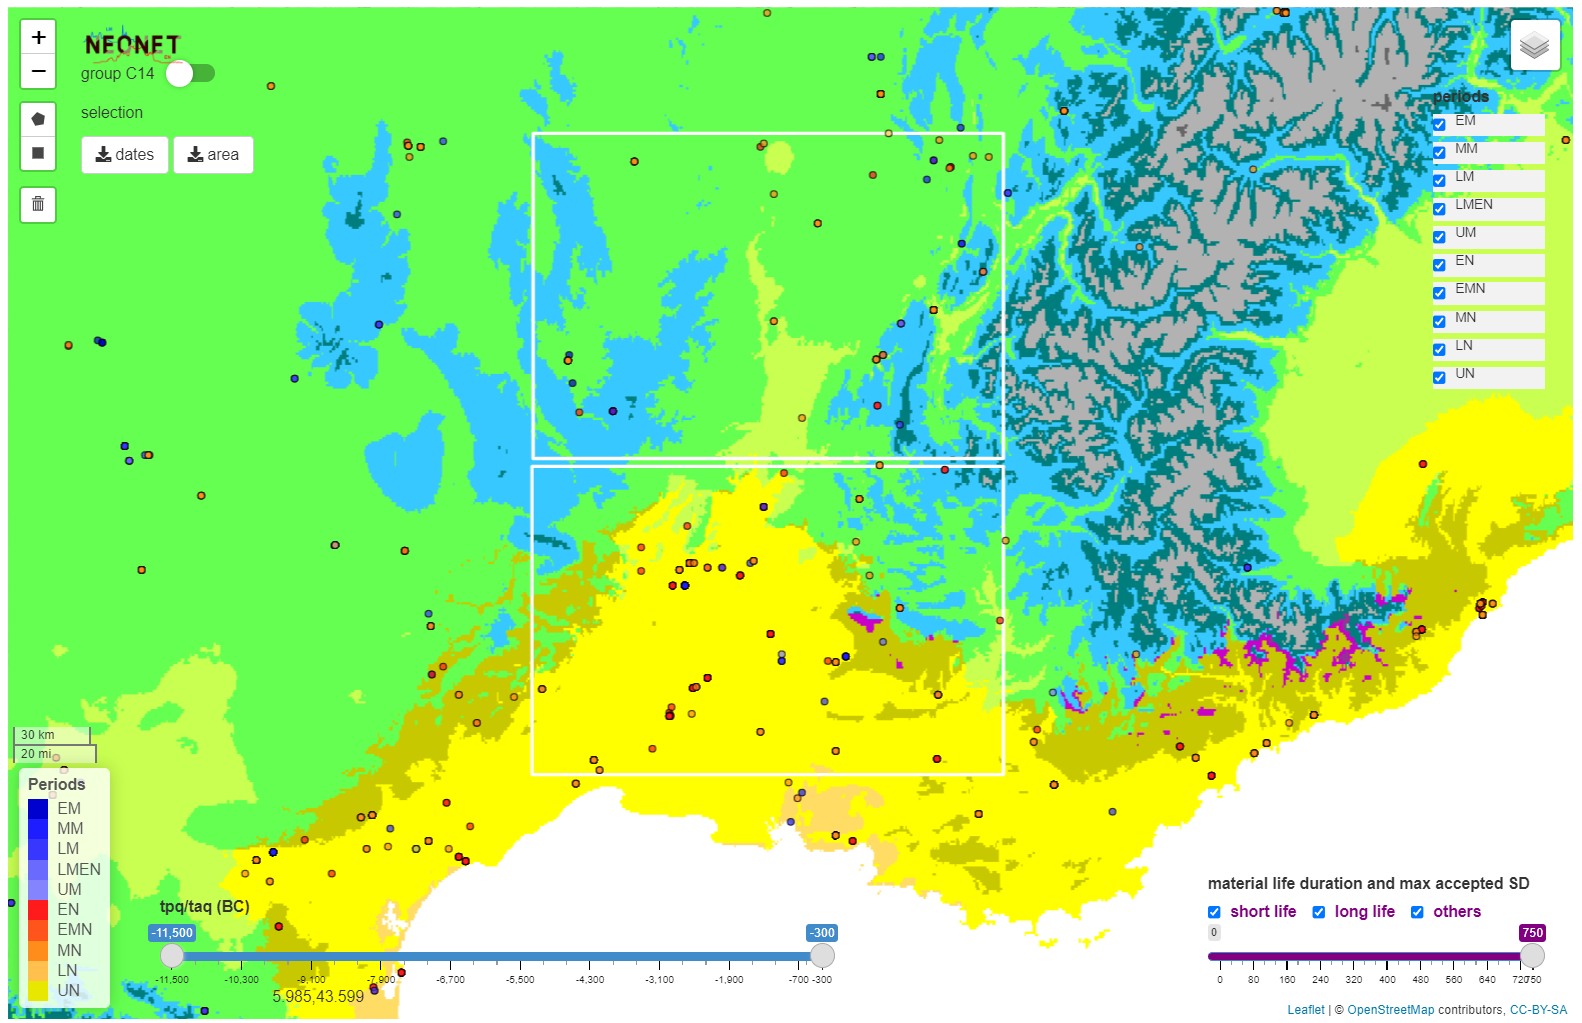 +
NEONET
−
group C14
selection
dates
area
periods
EM
MM
LM
LMEN
UM
EN
EMN
MN
LN
UN
30 km
20 mi
Periods
EM
MM
LM
LMEN
UM
EN
EMN
MN
LN
UN
tpq/taq (BC)
-11,500 -300
-11,500 -10,300 -9,100 -7,900 -6,700 -5,500 -4,300 -3,100 -1,900 -700 -300
5.985,43.599
material life duration and max accepted SD
short life long life others
0 750
0 80 160 240 320 400 480 560 640 720 750
Leaflet | © OpenStreetMap contributors, CC-BY-SA